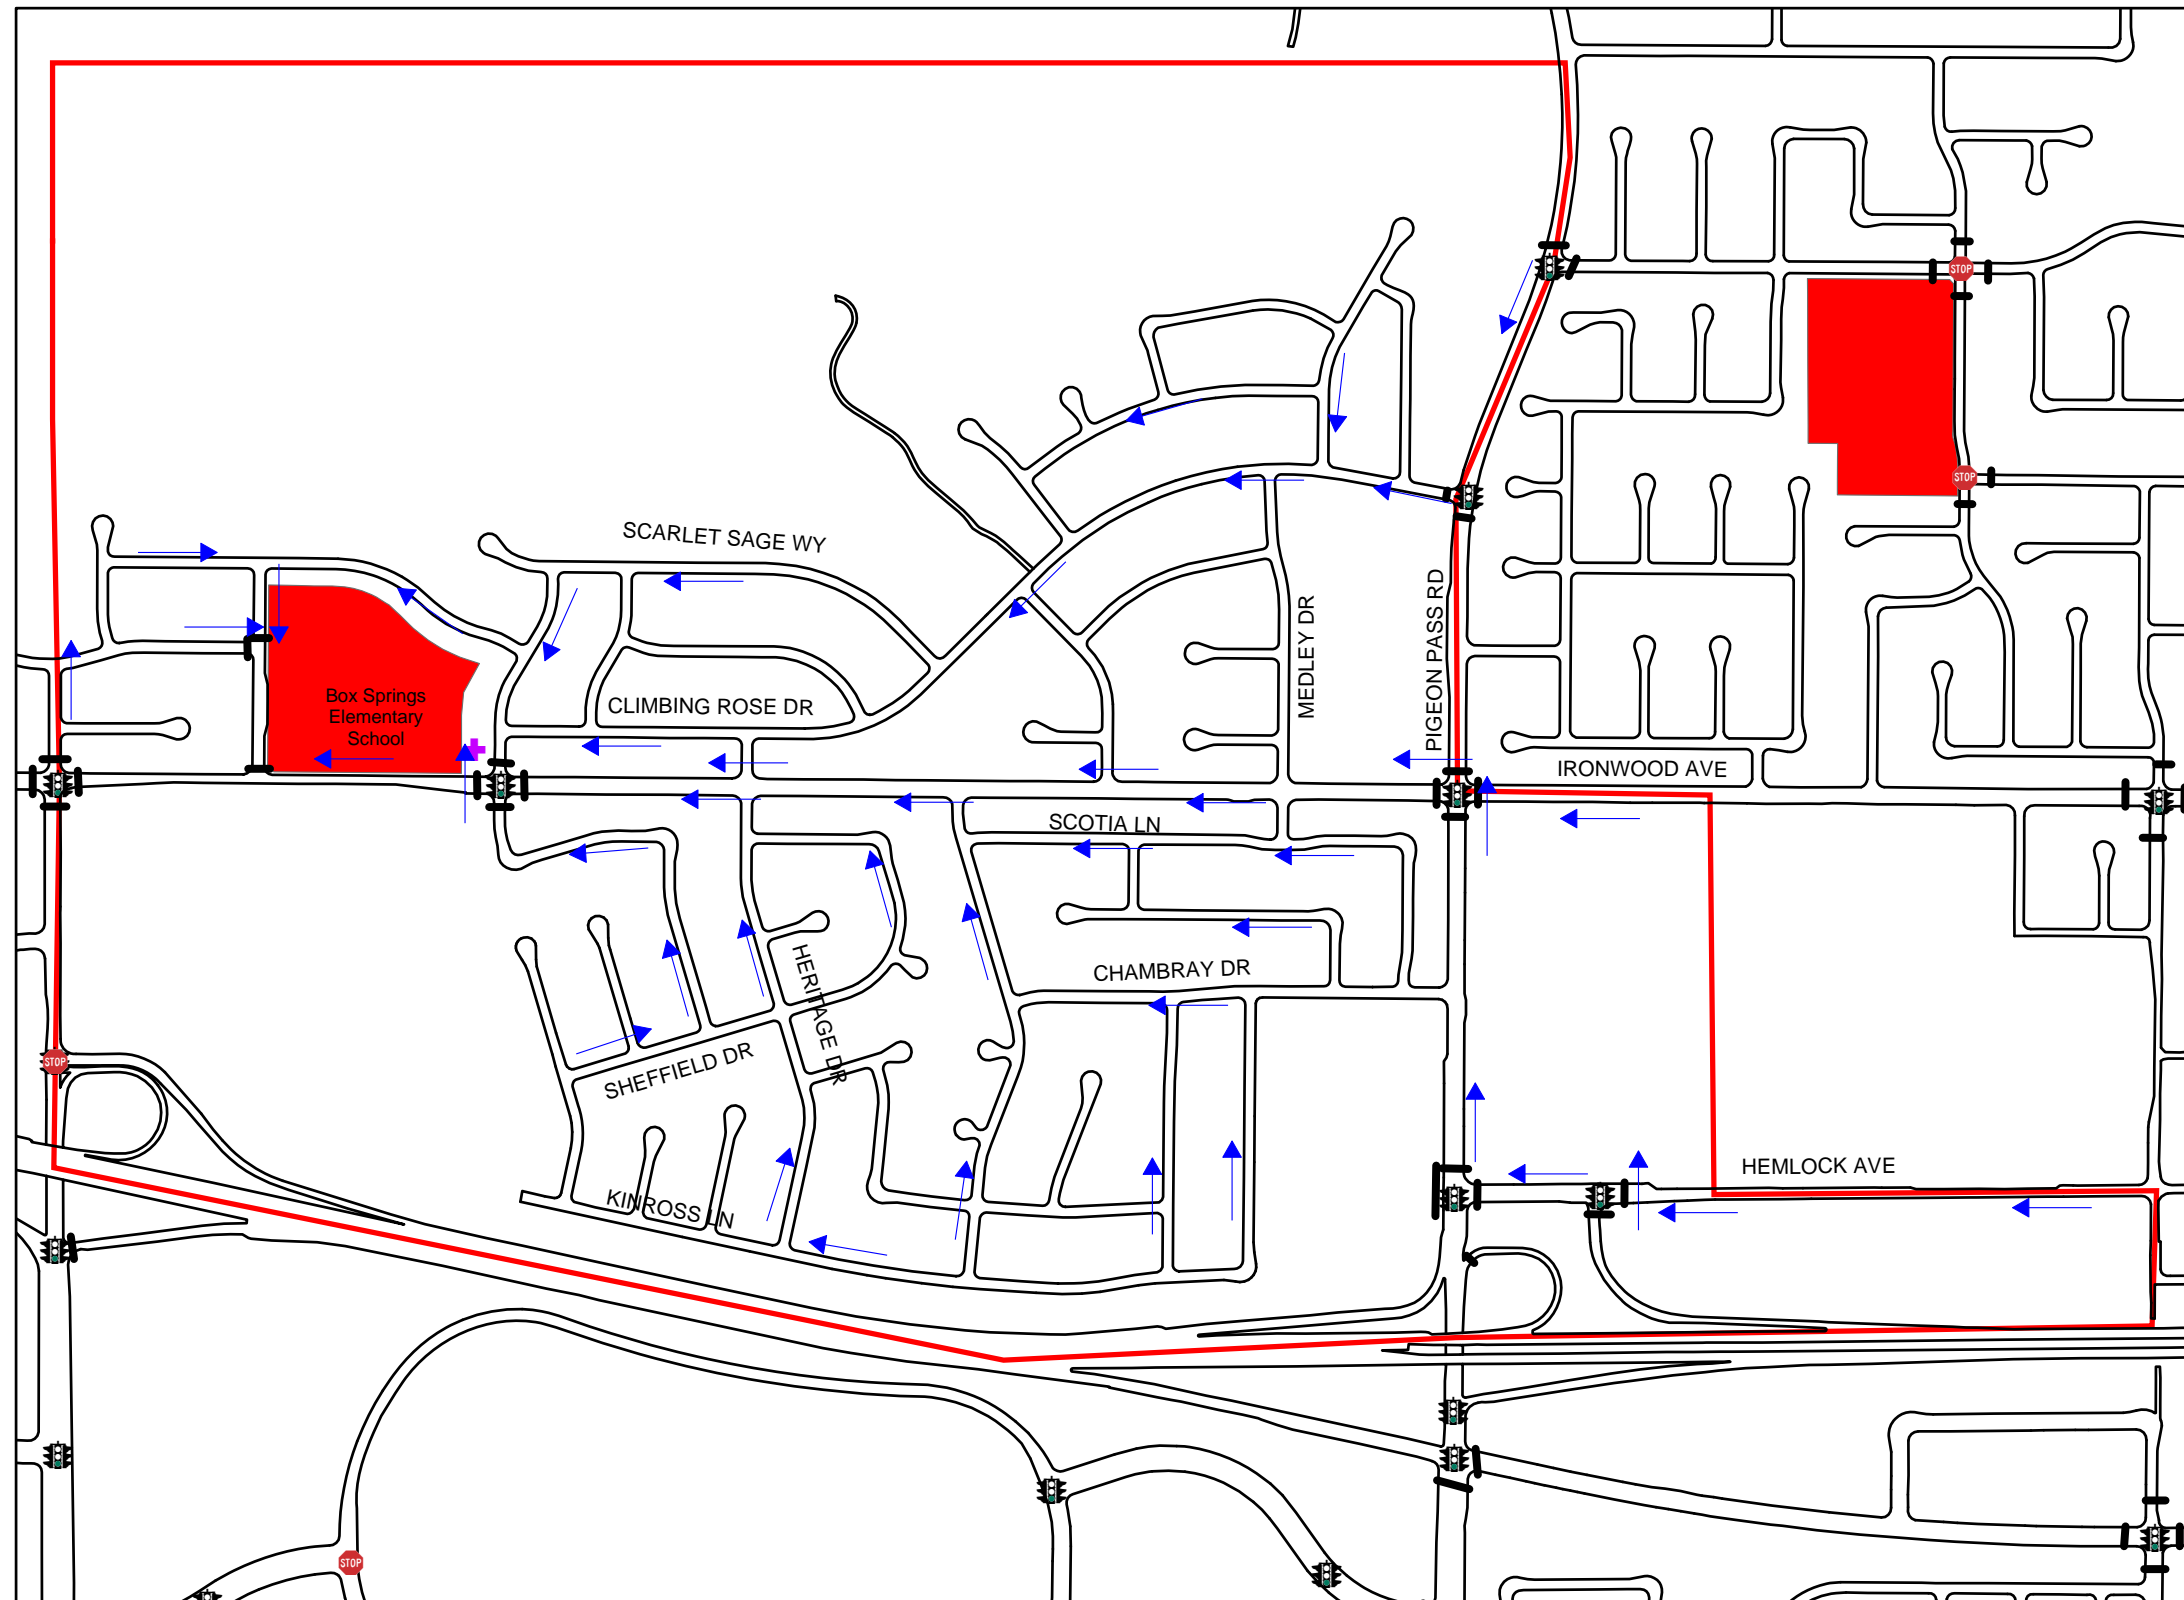 STOP
SCARLET SAGE WY
STOP
PIGEON PASS RD
MEDLEY DR
Box Springs
Elementary
School
CLIMBING ROSE DR
IRONWOOD AVE
SCOTIA LN
CHAMBRAY DR
HERITAGE DR
SHEFFIELD DR
STOP
HEMLOCK AVE
KINROSS LN
STOP